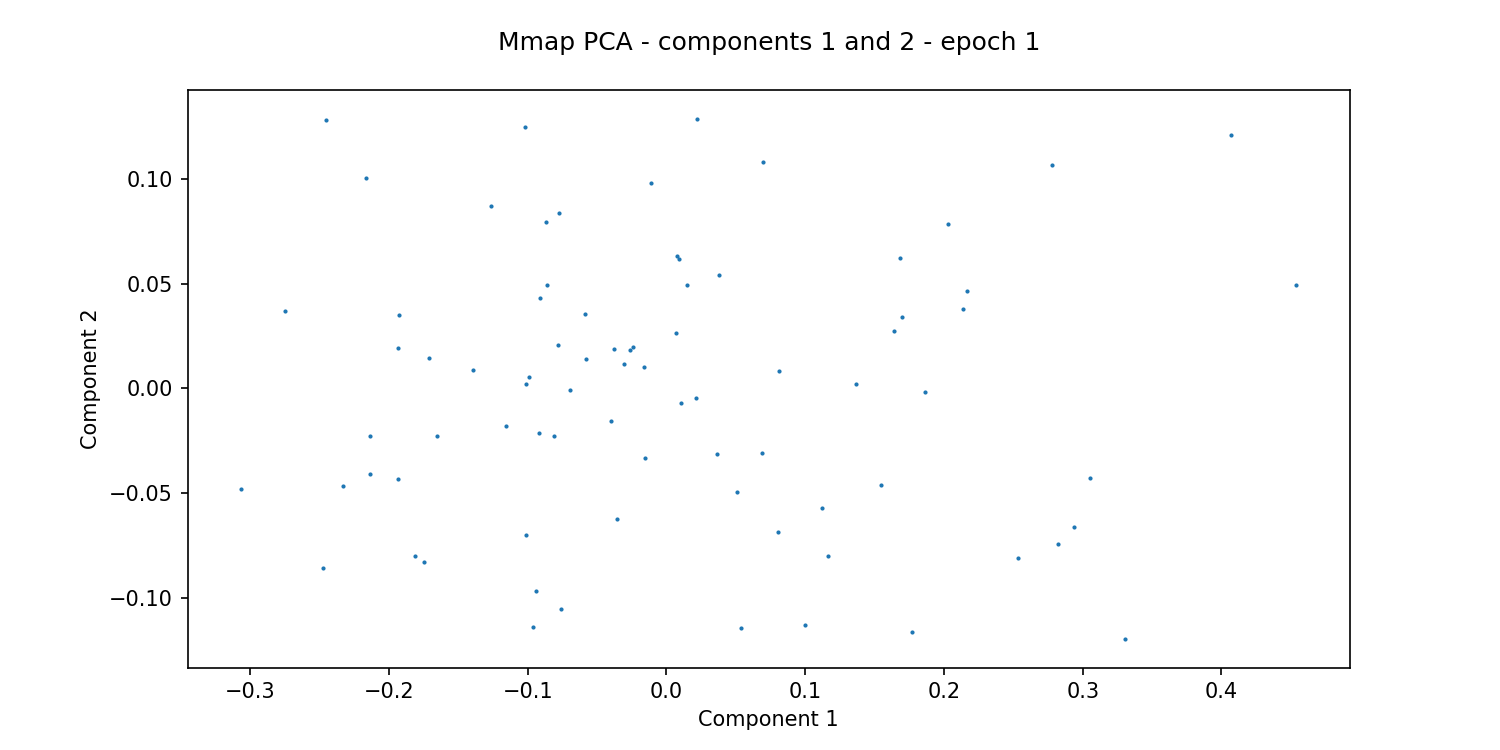 Mmap PCA - components 1 and 2 - epoch 1
Component 2
0.10
0.05
0.00
−0.05
−0.10
−0.3 −0.2 −0.1 0.0 0.1 0.2 0.3 0.4
Component 1